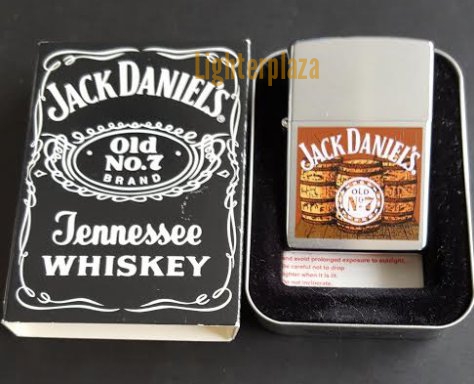 Lighterplaza
JACK DANIEL'S
Old
No.7
BRAND
Tennessee
WHISKEY
JACK DANIEL'S
OLD
No.7
and avoid prolonged exposure to sunlight.
Be careful not to drop
lighter when it is lit.
Do not incinerate.